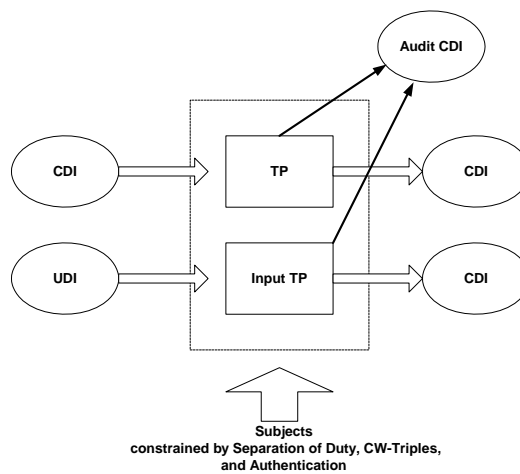 Audit CDI
CDI
TP
CDI
UDI
Input TP
CDI
Subjects
constrained by Separation of Duty, CW-Triples,
and Authentication